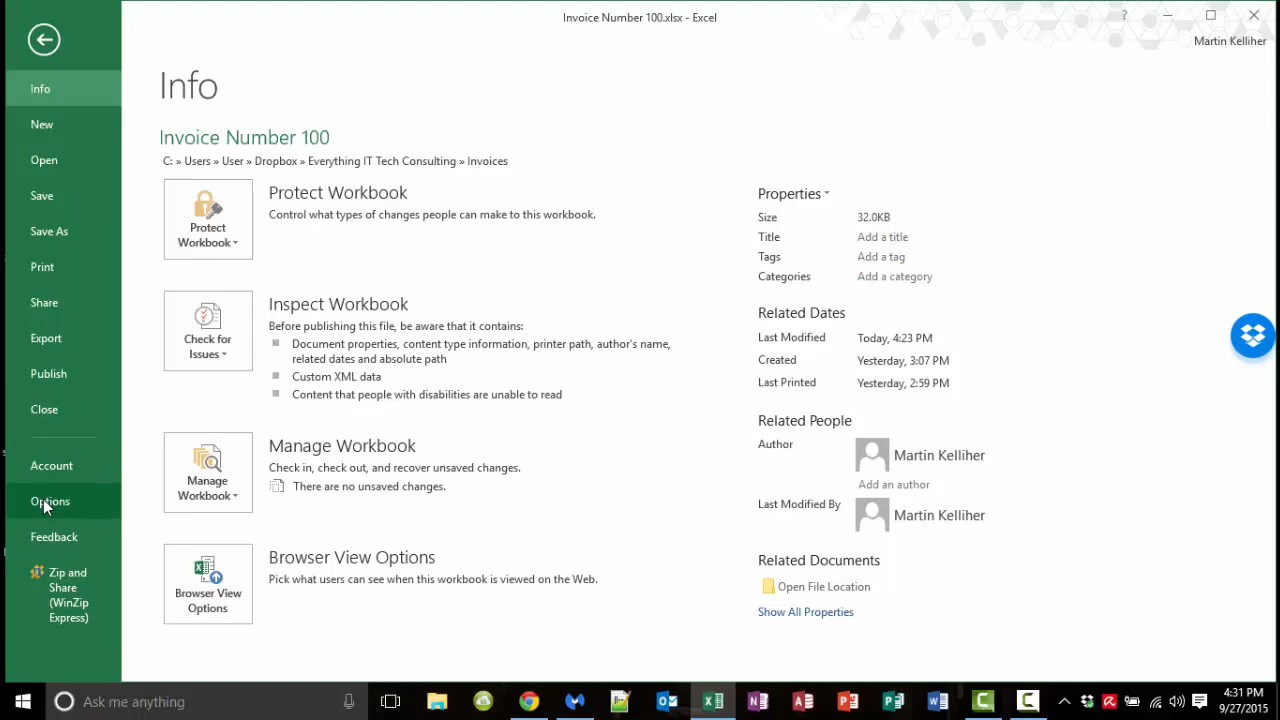 Invoice Number 100.xlsx - Excel
?
Martin Kelliher
Info
New
Open
Save
Save As
Print
Share
Export
Publish
Close
Account
Options
Feedback
Zip and
Share
(WinZip
Express)
Info
Invoice Number 100
C: » Users » User » Dropbox » Everything IT Tech Consulting » Invoices
Protect
Workbook
Protect Workbook
Control what types of changes people can make to this workbook.
Check for
Issues
Inspect Workbook
Before publishing this file, be aware that it contains:
Document properties, content type information, printer path, author's name,
related dates and absolute path
Custom XML data
Content that people with disabilities are unable to read
Manage
Workbook
Manage Workbook
Check in, check out, and recover unsaved changes.
There are no unsaved changes.
Browser View
Options
Browser View Options
Pick what users can see when this workbook is viewed on the Web.
Properties
Size 32.0KB
Title Add a title
Tags Add a tag
Categories Add a category
Related Dates
Last Modified Today, 4:23 PM
Created Yesterday, 3:07 PM
Last Printed Yesterday, 2:59 PM
Related People
Author Martin Kelliher
Add an author
Last Modified By Martin Kelliher
Related Documents
Open File Location
Show All Properties
Ask me anything
4:31 PM
9/27/2015